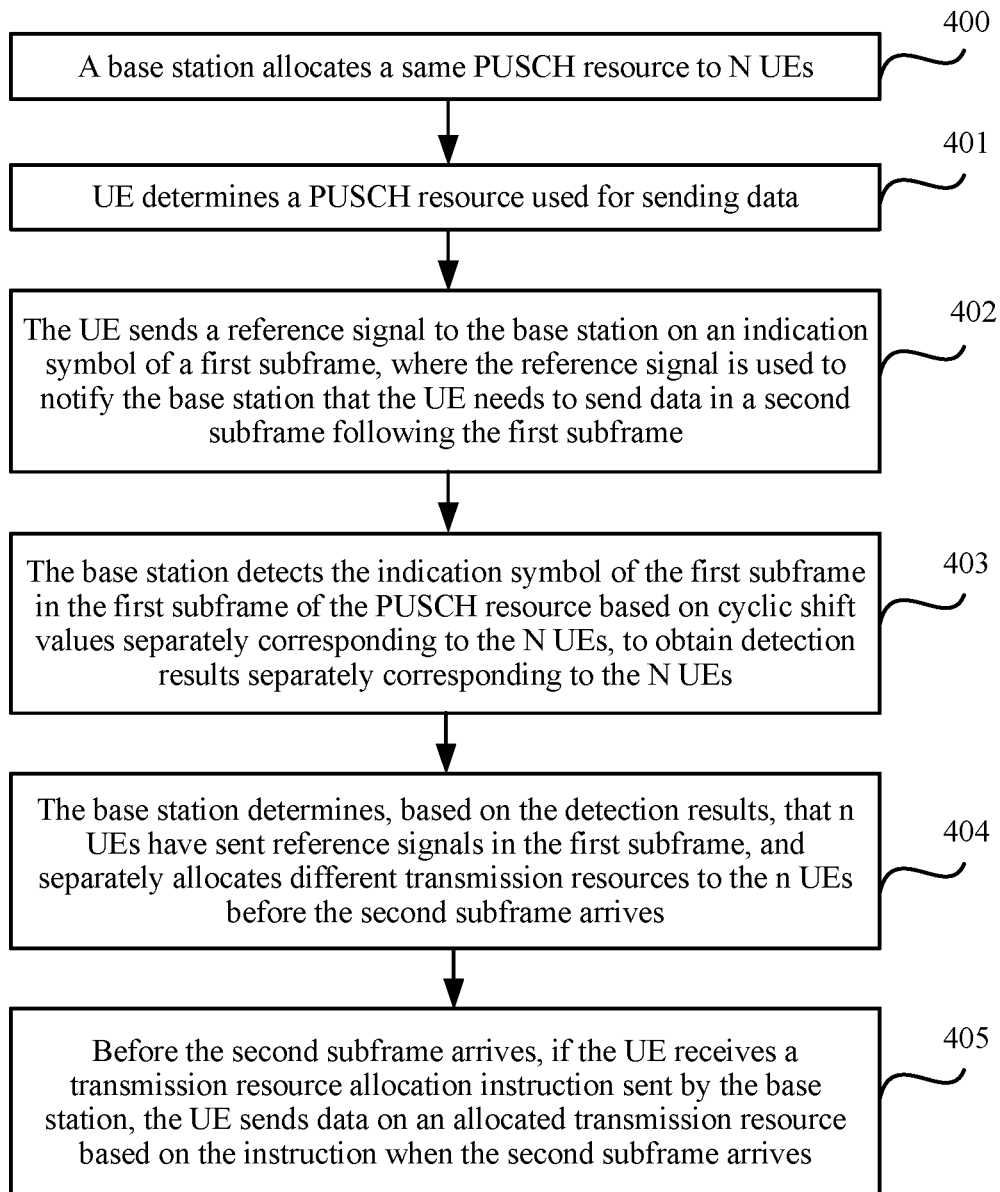 400
A base station allocates a same PUSCH resource to N UEs
401
UE determines a PUSCH resource used for sending data
402
The UE sends a reference signal to the base station on an indication
symbol of a first subframe, where the reference signal is used to
notify the base station that the UE needs to send data in a second
subframe following the first subframe
403
The base station detects the indication symbol of the first subframe
in the first subframe of the PUSCH resource based on cyclic shift
values separately corresponding to the N UEs, to obtain detection
results separately corresponding to the N UEs
404
The base station determines, based on the detection results, that n
UEs have sent reference signals in the first subframe, and
separately allocates different transmission resources to the n UEs
before the second subframe arrives
405
Before the second subframe arrives, if the UE receives a
transmission resource allocation instruction sent by the base
station, the UE sends data on an allocated transmission resource
based on the instruction when the second subframe arrives